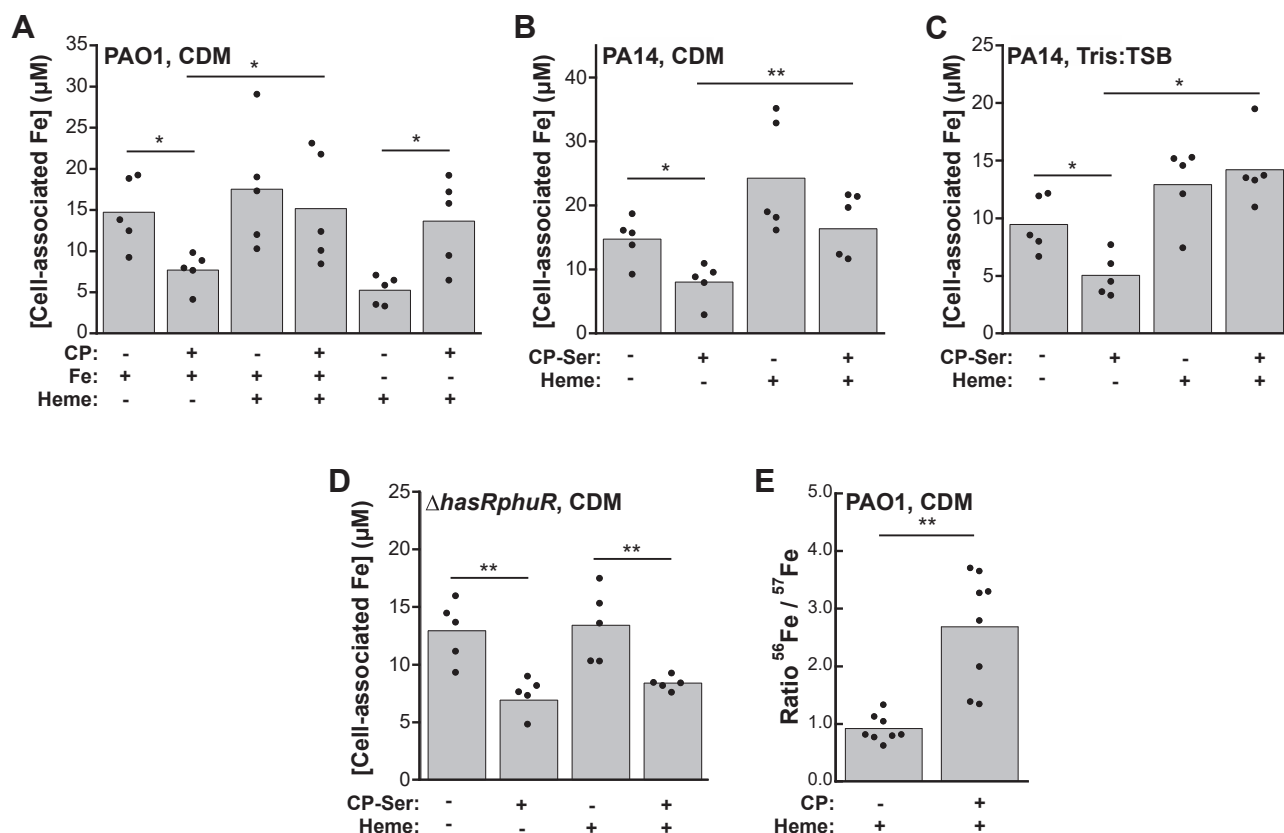 A
PAO1, CDM
[Cell-associated Fe] (µM)
35
30
25
20
15
10
5
0
*
*
*
CP: - + - + - +
Fe: + + + + - -
Heme: - - + + + +
B
PA14, CDM
[Cell-associated Fe] (µM)
40
30
20
10
0
*
**
CP-Ser: - + - +
Heme: - - + +
C
PA14, Tris:TSB
[Cell-associated Fe] (µM)
25
20
15
10
5
0
*
*
CP-Ser: - + - +
Heme: - - + +
D
∆hasRphuR, CDM
[Cell-associated Fe] (µM)
25
20
15
10
5
0
**
**
CP-Ser: - + - +
Heme: - - + +
E
PAO1, CDM
Ratio ⁵⁶Fe / ⁵⁷Fe
5.0
4.0
3.0
2.0
1.0
0.0
**
CP: - +
Heme: + +